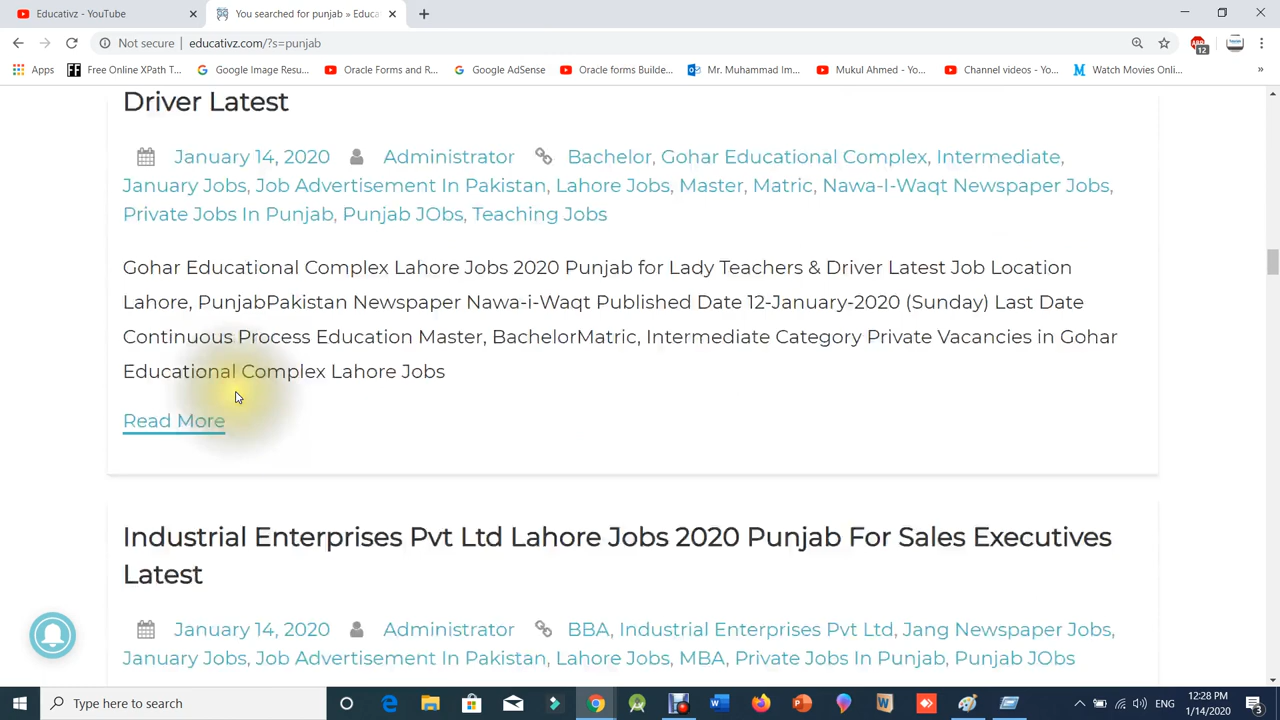 Educativz - YouTube
You searched for punjab » Educa
Not secure
educativz.com/?s=punjab
12
Apps
Free Online XPath T...
Google Image Resu...
Oracle Forms and R...
Google AdSense
Oracle forms Builde...
Mr. Muhammad Im...
Mukul Ahmed - Yo...
Channel videos - Yo...
Watch Movies Onli...
Driver Latest
January 14, 2020 Administrator Bachelor, Gohar Educational Complex, Intermediate,
January Jobs, Job Advertisement In Pakistan, Lahore Jobs, Master, Matric, Nawa-I-Waqt Newspaper Jobs,
Private Jobs In Punjab, Punjab JObs, Teaching Jobs
Gohar Educational Complex Lahore Jobs 2020 Punjab for Lady Teachers & Driver Latest Job Location
Lahore, PunjabPakistan Newspaper Nawa-i-Waqt Published Date 12-January-2020 (Sunday) Last Date
Continuous Process Education Master, BachelorMatric, Intermediate Category Private Vacancies in Gohar
Educational Complex Lahore Jobs
Read More
Industrial Enterprises Pvt Ltd Lahore Jobs 2020 Punjab For Sales Executives
Latest
January 14, 2020 Administrator BBA, Industrial Enterprises Pvt Ltd, Jang Newspaper Jobs,
January Jobs, Job Advertisement In Pakistan, Lahore Jobs, MBA, Private Jobs In Punjab, Punjab JObs
Type here to search
ENG
12:28 PM
1/14/2020
3